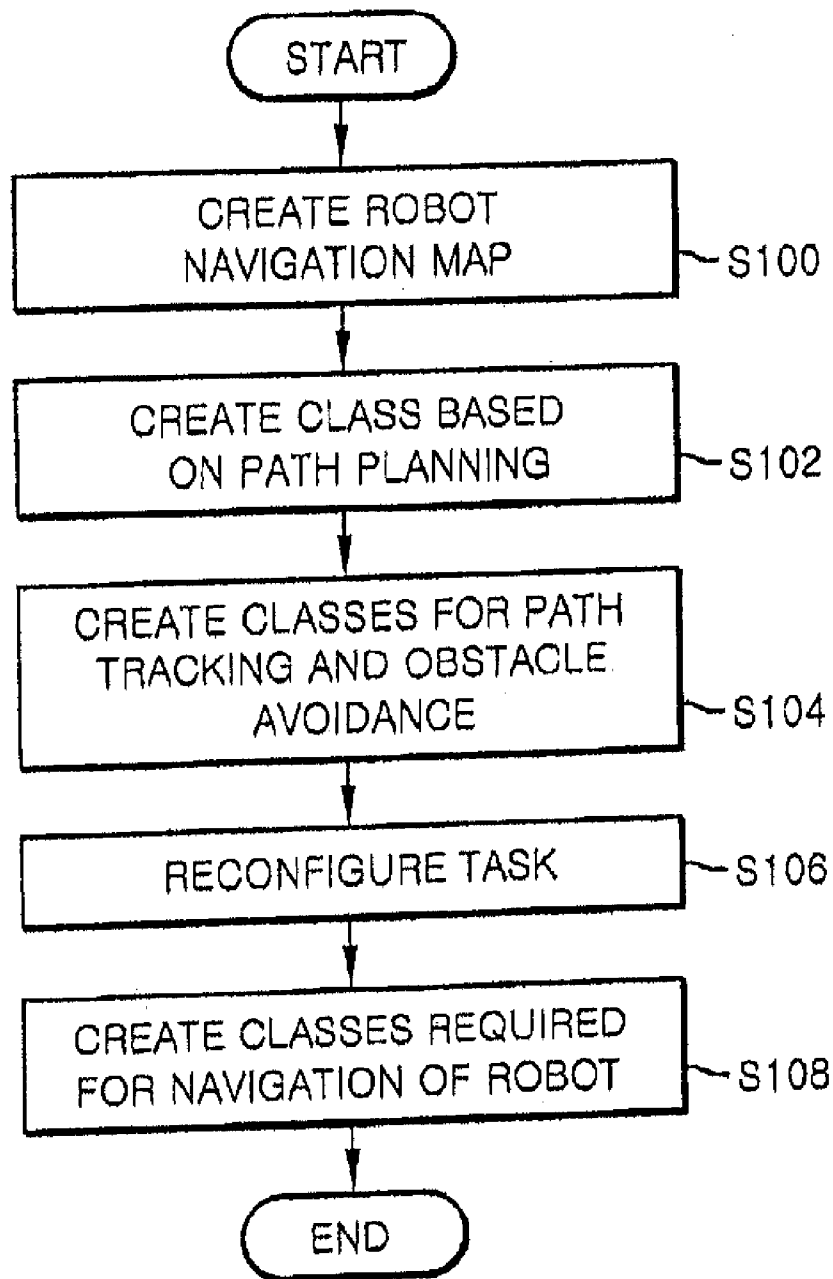 START
CREATE ROBOT
NAVIGATION MAP
S100
CREATE CLASS BASED
ON PATH PLANNING
S102
CREATE CLASSES FOR PATH
TRACKING AND OBSTACLE
AVOIDANCE
S104
RECONFIGURE TASK
S106
CREATE CLASSES REQUIRED
FOR NAVIGATION OF ROBOT
S108
END